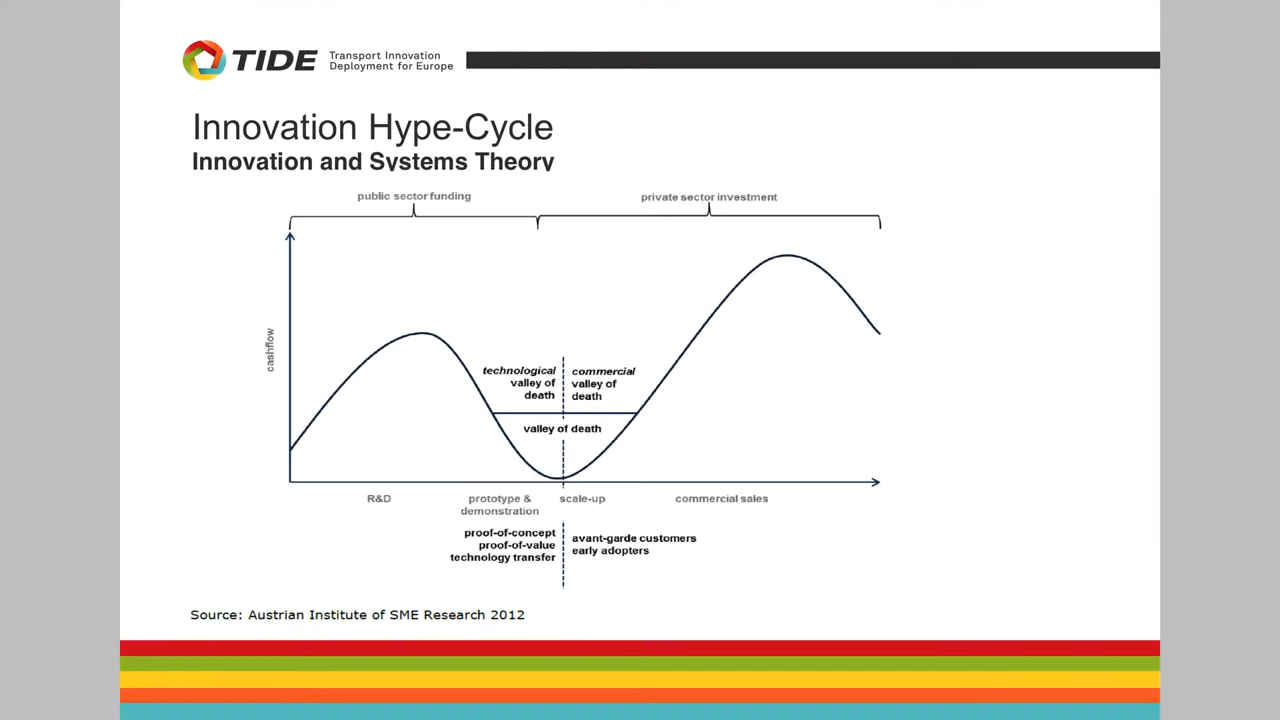 TIDE
Transport Innovation
Deployment for Europe
Innovation Hype-Cycle
Innovation and Systems Theory
public sector funding
private sector investment
cashflow
technological
valley of
death
commercial
valley of
death
valley of death
R&D
prototype &
demonstration
scale-up
commercial sales
proof-of-concept
proof-of-value
technology transfer
avant-garde customers
early adopters
Source: Austrian Institute of SME Research 2012